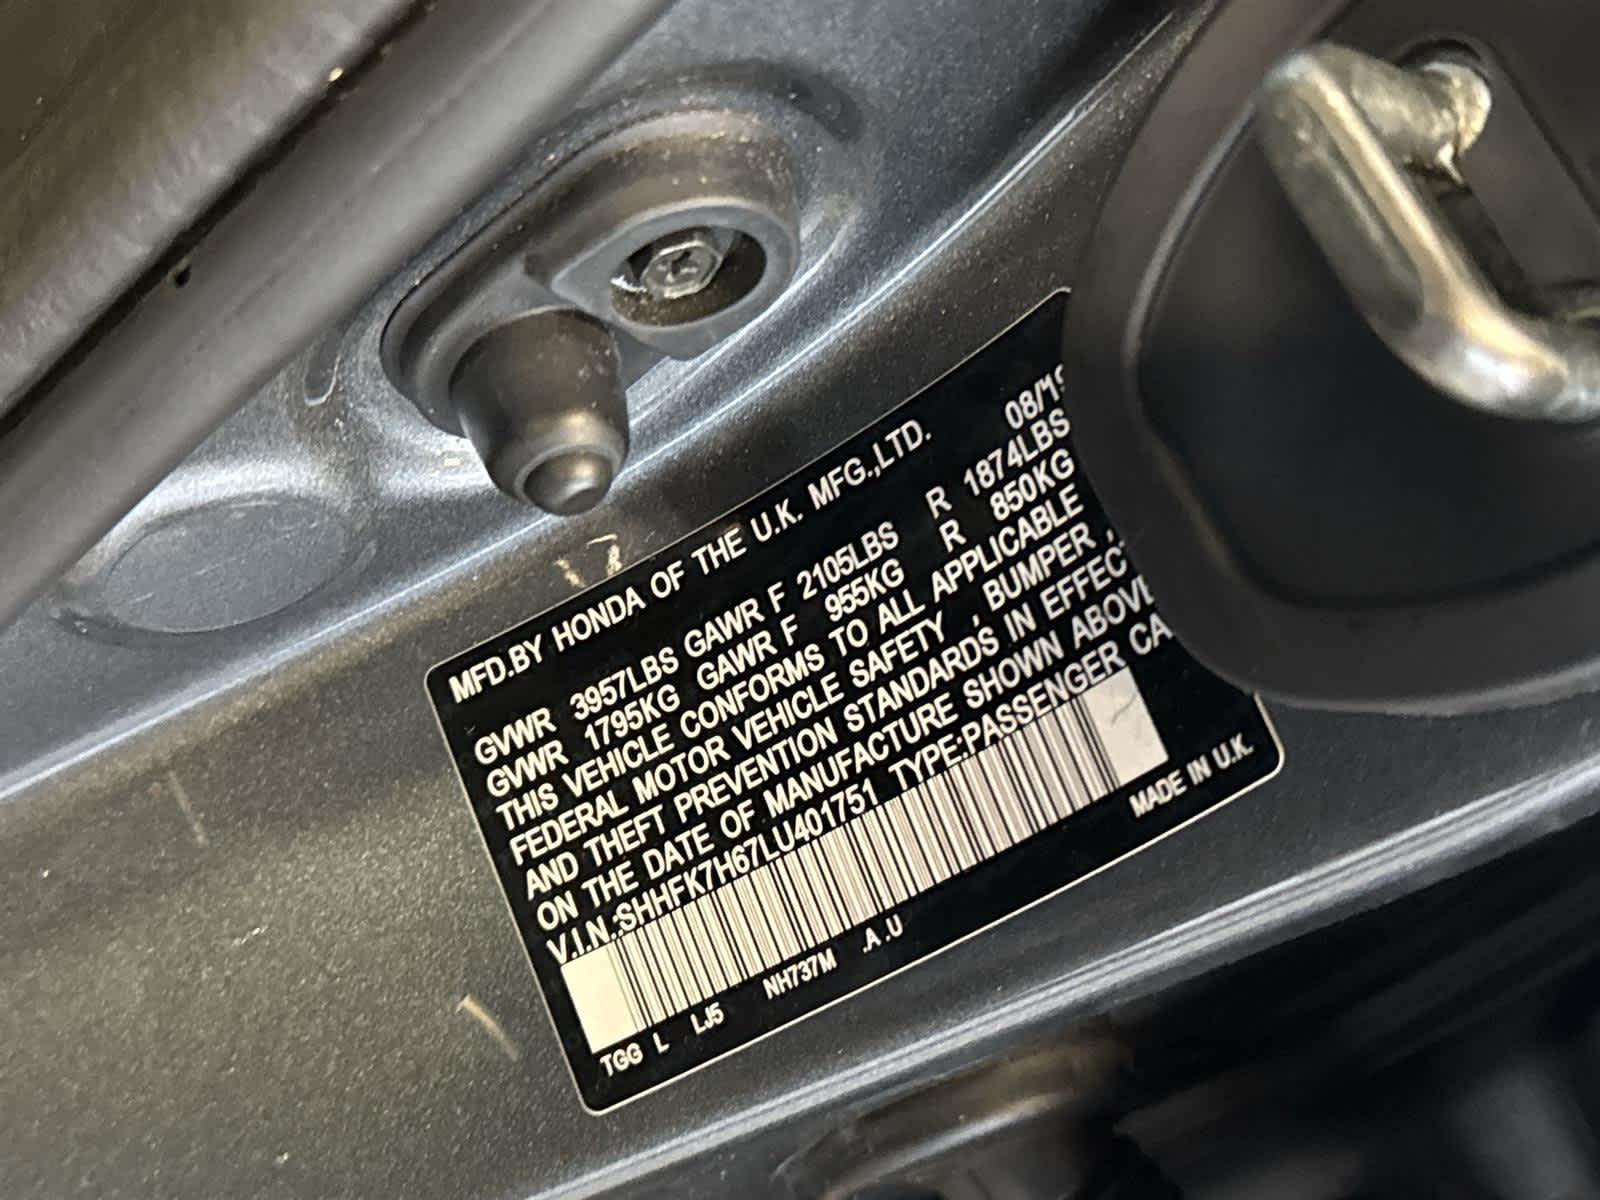 MFD.BY HONDA OF THE U.K. MFG.,LTD. 08/'19
GVWR 3957LBS GAWR F 2105LBS R 1874LBS
GVWR 1795KG GAWR F 955KG R 850KG
THIS VEHICLE CONFORMS TO ALL APPLICABLE
FEDERAL MOTOR VEHICLE SAFETY , BUMPER ,
AND THEFT PREVENTION STANDARDS IN EFFEC
ON THE DATE OF MANUFACTURE SHOWN ABOVE
V.I.N.:SHHFK7H67LU401751 TYPE:PASSENGER CA
TGG L LJ5 NH737M .A .U MADE IN U.K.